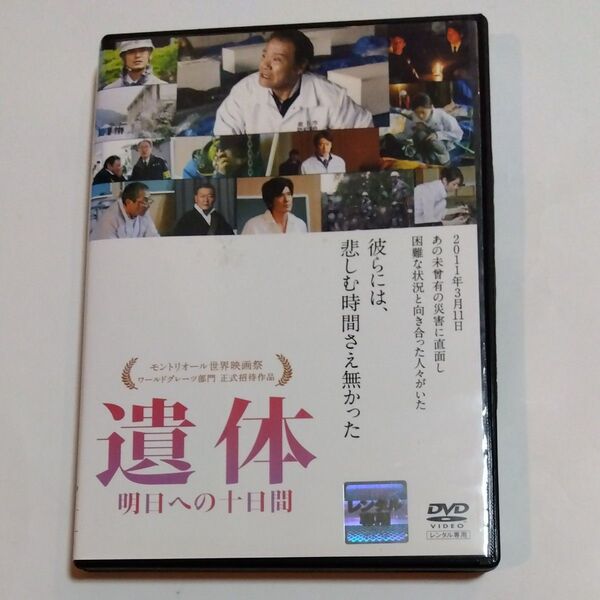 2011年3月11日
あの未曾有の災害に直面し
困難な状況と向き合った人々がいた
彼らには、
悲しむ時間さえ無かった
モントリオール世界映画祭
ワールドグレーツ部門 正式招待作品
遺体
明日への十日間
レンタル
DVD
VIDEO
レンタル専用